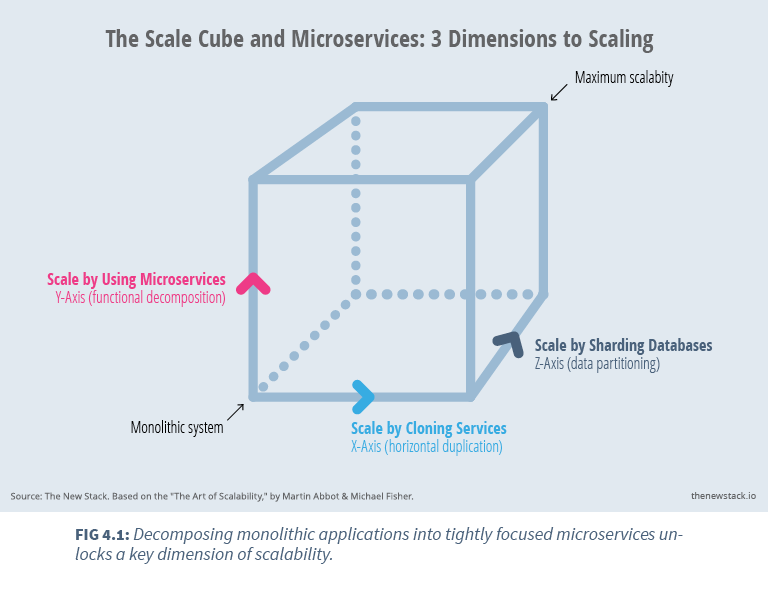 The Scale Cube and Microservices: 3 Dimensions to Scaling
Maximum scalabity
Scale by Using Microservices
Y-Axis (functional decomposition)
Scale by Sharding Databases
Z-Axis (data partitioning)
Monolithic system
Scale by Cloning Services
X-Axis (horizontal duplication)
Source: The New Stack. Based on the "The Art of Scalability," by Martin Abbot & Michael Fisher.
thenewstack.io
FIG 4.1: Decomposing monolithic applications into tightly focused microservices un-
locks a key dimension of scalability.